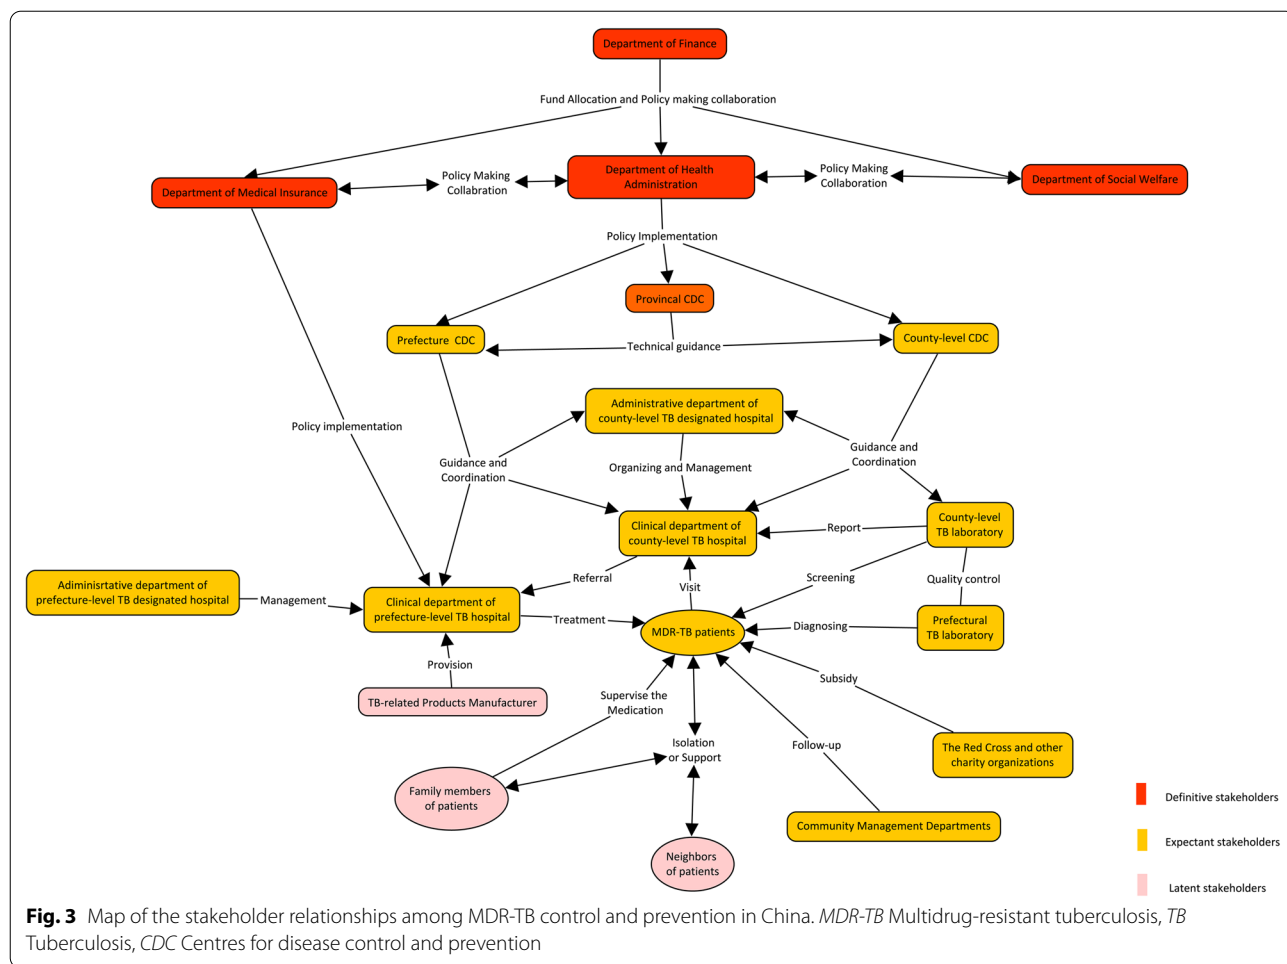 Department of Finance
Fund Allocation and Policy making collaboration
Department of Medical Insurance
Policy Making
Collabration
Department of Health
Administration
Policy Making
Collaboration
Department of Social Welfare
Policy Implementation
Provincal CDC
Prefecture CDC
Technical guidance
County-level CDC
Administrative department of
county-level TB designated hospital
Policy implementation
Guidance and
Coordination
Organizing and Management
Guidance and
Coordination
Clinical department of
county-level TB hospital
Report
County-level
TB laboratory
Referral
Visit
Screening
Quality control
Adiminisrtative department of
prefecture-level TB designated hospital
Management
Clinical department of
prefecture-level TB hospital
Treatment
MDR-TB patients
Diagnosing
Prefectural
TB laboratory
Provision
TB-related Products Manufacturer
Supervise the
Medication
Subsidy
Isolation
or Support
Follow-up
The Red Cross and other
charity organizations
Family members
of patients
Community Management Departments
Neighbors
of patients
Definitive stakeholders
Expectant stakeholders
Latent stakeholders
Fig. 3 Map of the stakeholder relationships among MDR-TB control and prevention in China. MDR-TB Multidrug-resistant tuberculosis, TB
Tuberculosis, CDC Centres for disease control and prevention